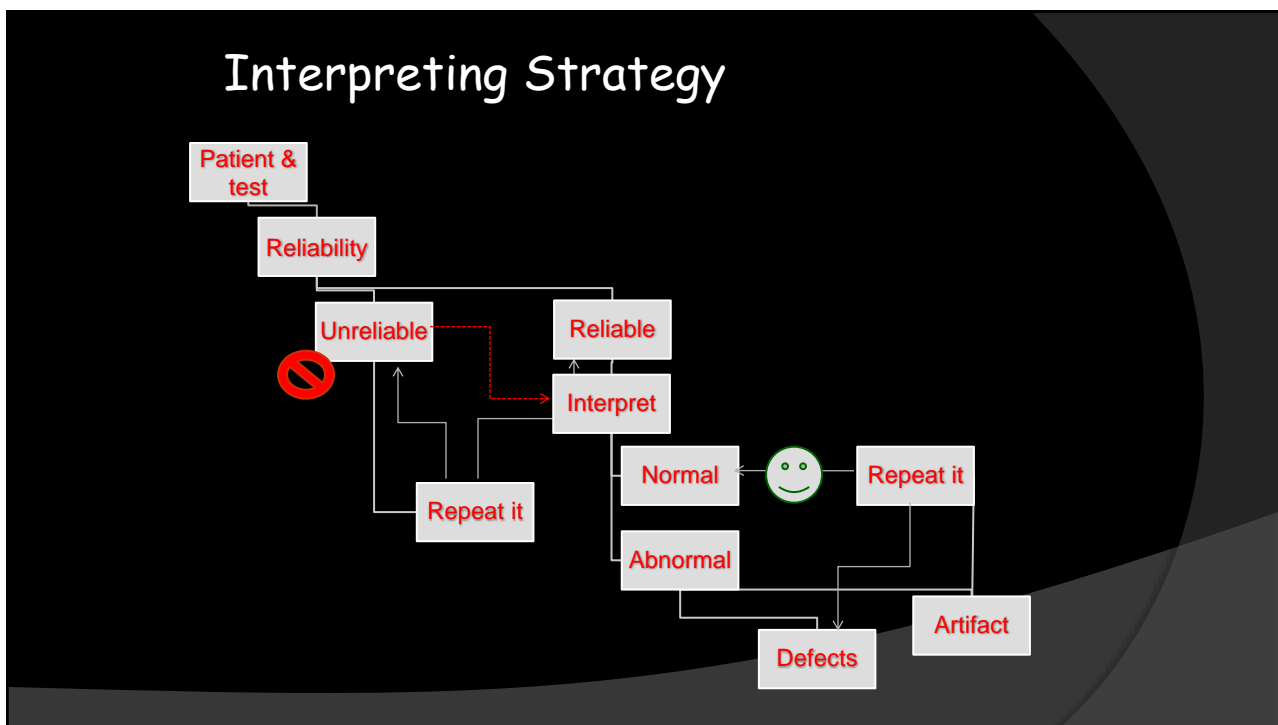 Interpreting Strategy
Patient &
test
Reliability
Unreliable
Reliable
Interpret
Normal
Repeat it
Repeat it
Abnormal
Artifact
Defects